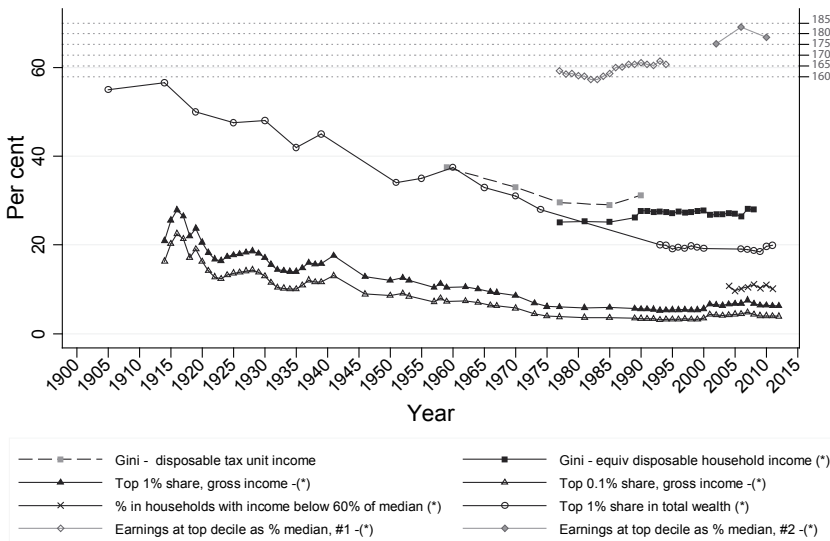 185
180
175
170
165
160
60
40
20
0
Per cent
1900 1905 1910 1915 1920 1925 1930 1935 1940 1945 1950 1955 1960 1965 1970 1975 1980 1985 1990 1995 2000 2005 2010 2015
Year
Gini - disposable tax unit income
Gini - equiv disposable household income (*)
Top 1% share, gross income -(*)
Top 0.1% share, gross income -(*)
% in households with income below 60% of median (*)
Top 1% share in total wealth (*)
Earnings at top decile as % median, #1 -(*)
Earnings at top decile as % median, #2 -(*)